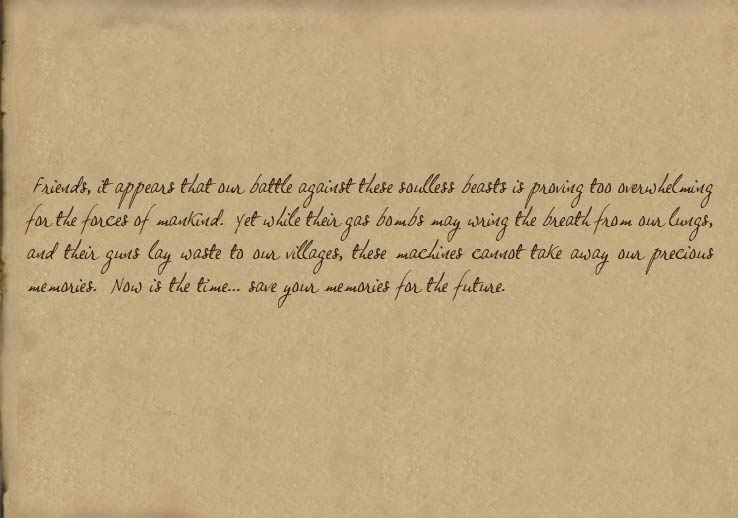 Friends, it appears that our battle against these soulless beasts is proving too overwhelming
for the forces of mankind. Yet while their gas bombs may wring the breath from our lungs,
and their guns lay waste to our villages, these machines cannot take away our precious
memories. Now is the time... save your memories for the future.